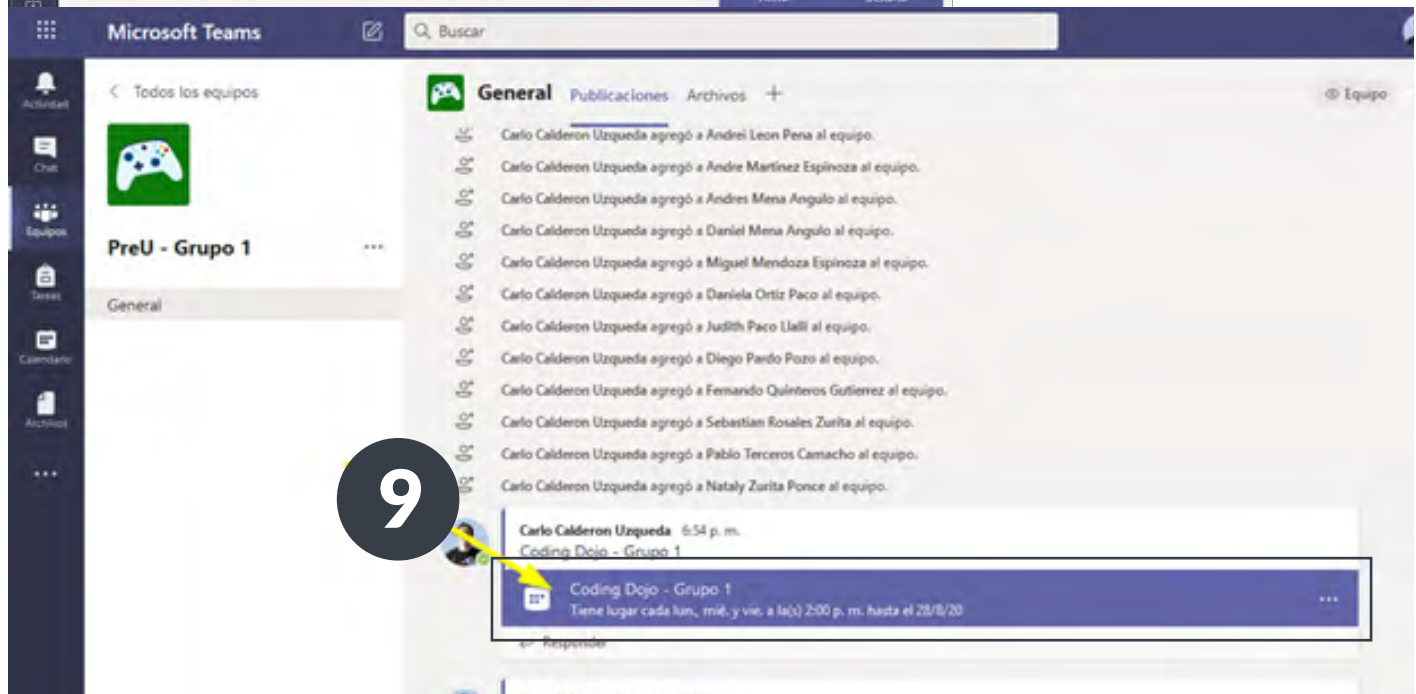 Microsoft Teams
Buscar
Actividad
Chat
Equipos
Tareas
Calendario
Archivos
Todos los equipos
PreU - Grupo 1
General
General Publicaciones Archivos +
Equipo
Carlo Calderon Uzqueda agregó a Andrei Leon Pena al equipo.
Carlo Calderon Uzqueda agregó a Andre Martinez Espinoza al equipo.
Carlo Calderon Uzqueda agregó a Andres Mena Angulo al equipo.
Carlo Calderon Uzqueda agregó a Daniel Mena Angulo al equipo.
Carlo Calderon Uzqueda agregó a Miguel Mendoza Espinoza al equipo.
Carlo Calderon Uzqueda agregó a Daniela Ortiz Paco al equipo.
Carlo Calderon Uzqueda agregó a Judith Paco Llalli al equipo.
Carlo Calderon Uzqueda agregó a Diego Pardo Pozo al equipo.
Carlo Calderon Uzqueda agregó a Fernando Quinteros Gutierrez al equipo.
Carlo Calderon Uzqueda agregó a Sebastian Rosales Zurita al equipo.
Carlo Calderon Uzqueda agregó a Pablo Terceros Camacho al equipo.
Carlo Calderon Uzqueda agregó a Nataly Zurita Ponce al equipo.
9
Carlo Calderon Uzqueda 6:54 p. m.
Coding Dojo - Grupo 1
Coding Dojo - Grupo 1
Tiene lugar cada lun., mié. y vie. a la(s) 2:00 p. m. hasta el 28/8/20
Responder